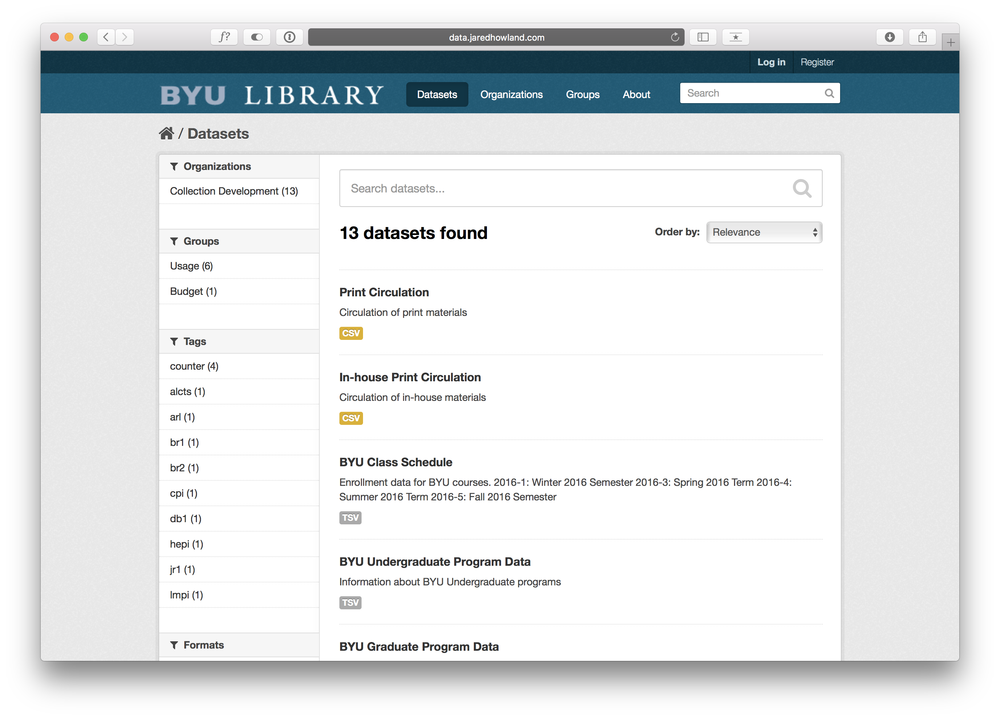 f?
data.jaredhowland.com
Log in
Register
BYU LIBRARY
Datasets
Organizations
Groups
About
Search
/ Datasets
Organizations
Collection Development (13)
Groups
Usage (6)
Budget (1)
Tags
counter (4)
alcts (1)
arl (1)
br1 (1)
br2 (1)
cpi (1)
db1 (1)
hepi (1)
jr1 (1)
lmpi (1)
Formats
Search datasets...
13 datasets found
Order by:
Relevance
Print Circulation
Circulation of print materials
CSV
In-house Print Circulation
Circulation of in-house materials
CSV
BYU Class Schedule
Enrollment data for BYU courses. 2016-1: Winter 2016 Semester 2016-3: Spring 2016 Term 2016-4:
Summer 2016 Term 2016-5: Fall 2016 Semester
TSV
BYU Undergraduate Program Data
Information about BYU Undergraduate programs
TSV
BYU Graduate Program Data